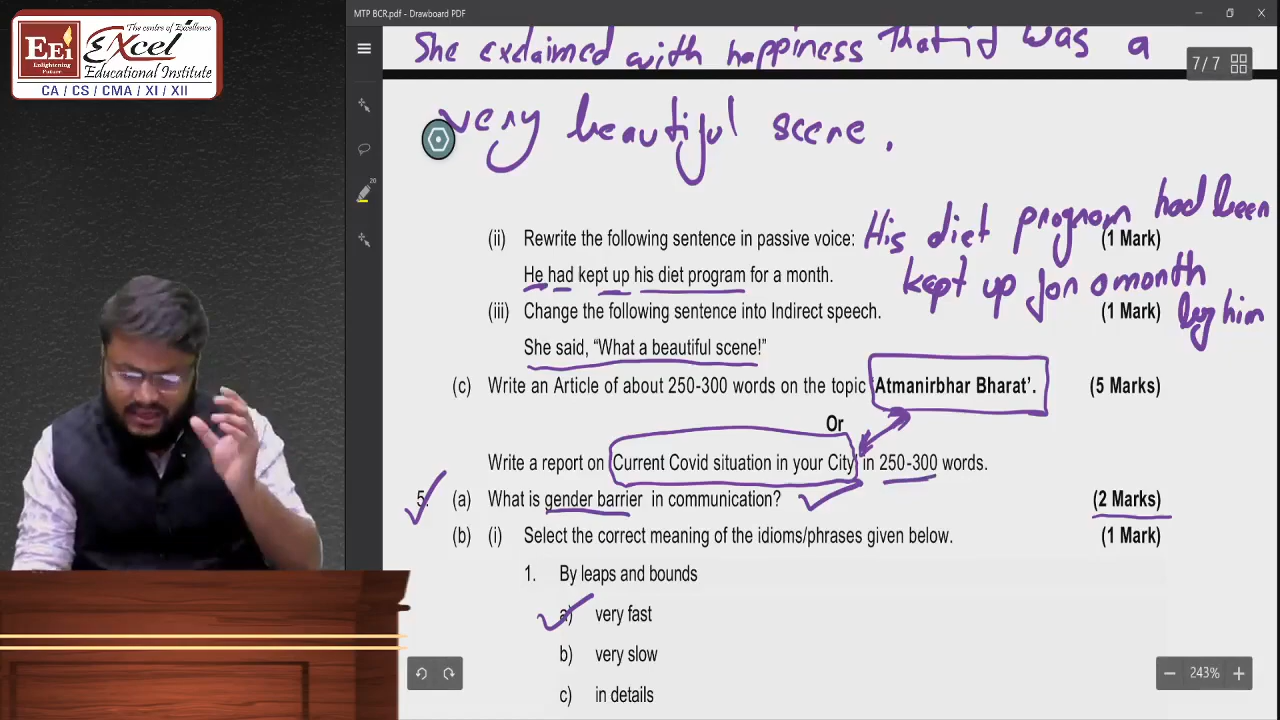 MTP BCR.pdf - Drawboard PDF
The centre of Excellence
EEi
Enlightening Future
Excel
Educational Institute
CA / CS / CMA / XI / XII
She exclaimed with happiness that it was a
7/7
very beautiful scene.
His diet program had been
(ii) Rewrite the following sentence in passive voice: (1 Mark)
kept up for a month
He had kept up his diet program for a month.
(iii) Change the following sentence into Indirect speech. (1 Mark)
by him
She said, “What a beautiful scene!”
(c) Write an Article of about 250-300 words on the topic ‘Atmanirbhar Bharat’. (5 Marks)
Or
Write a report on ‘Current Covid situation in your City’ in 250-300 words.
5. (a) What is gender barrier in communication? (2 Marks)
(b) (i) Select the correct meaning of the idioms/phrases given below. (1 Mark)
1. By leaps and bounds
a) very fast
b) very slow
c) in details
20
243%